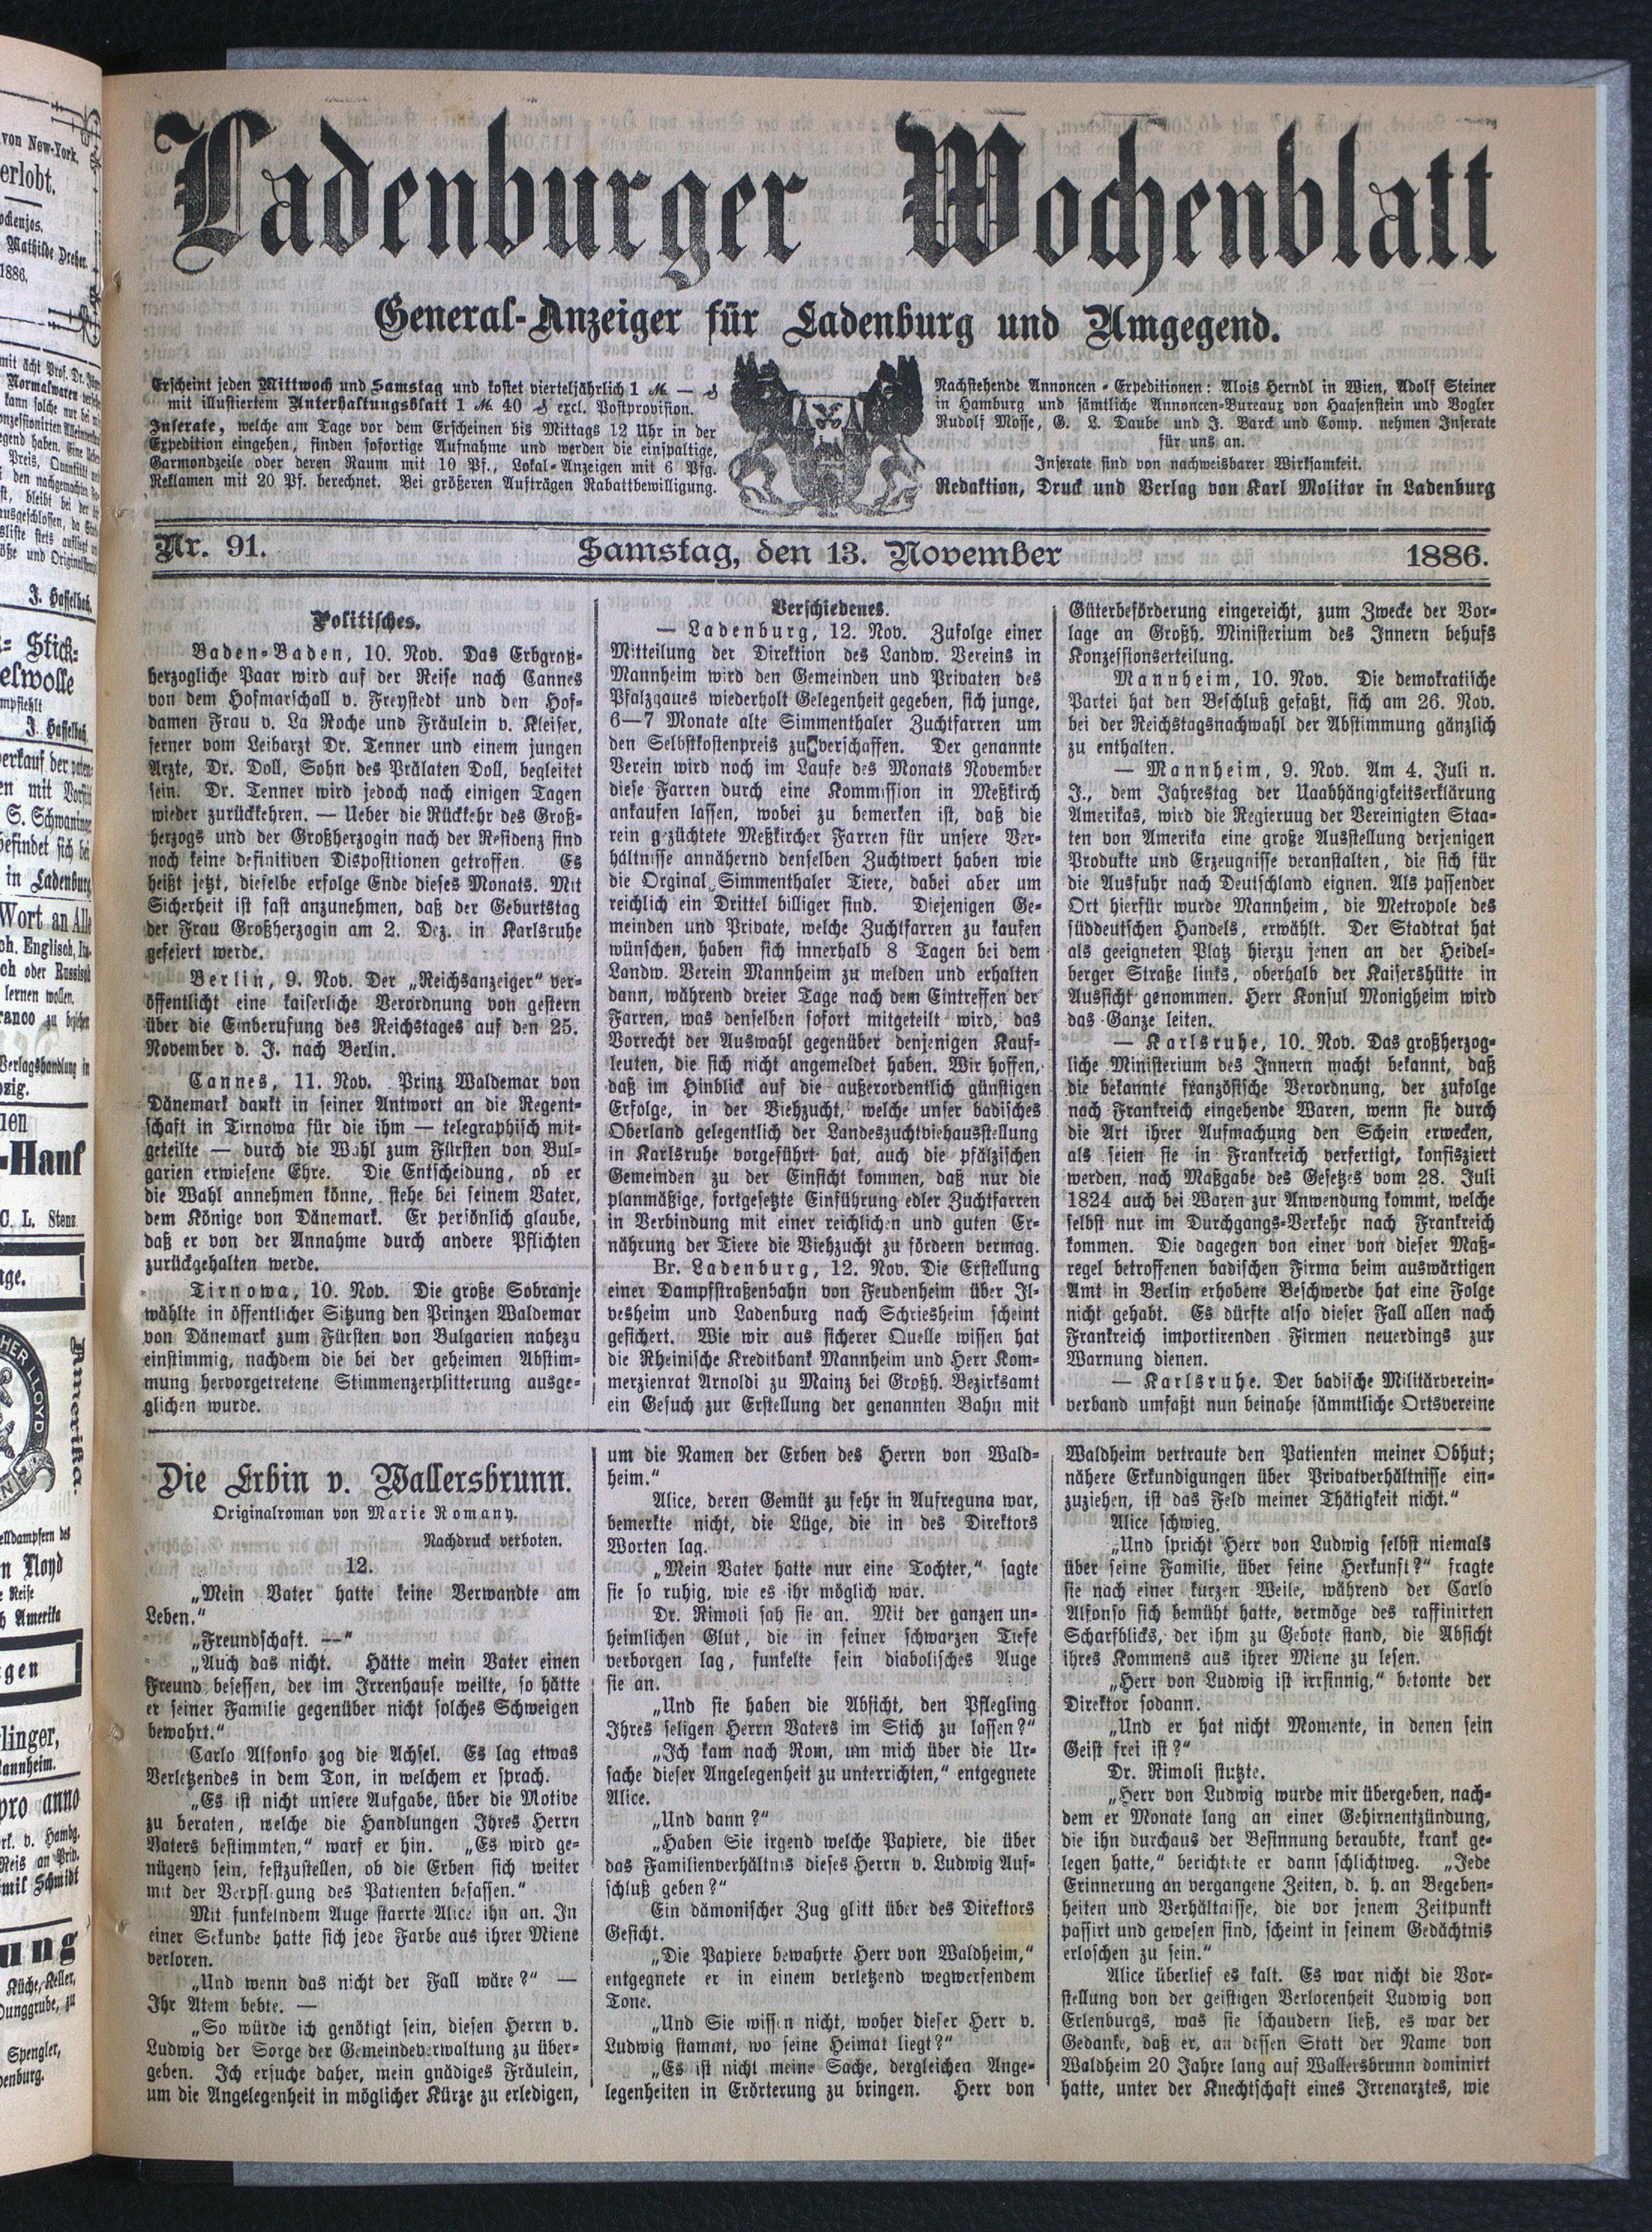 Ladenburger Wochenblatt
General-Anzeiger für Ladenburg und Umgegend.
Erscheint jeden Mittwoch und Samstag und kostet vierteljährlich 1 M. — ₰
mit illustiertem Unterhaltungsblatt 1 M. 40 ₰ excl. Postprovision.
Inserate, welche am Tage vor dem Erscheinen bis Mittags 12 Uhr in der
Expedition eingehen, finden sofortige Aufnahme und werden die einspaltige,
Garmondzeile oder deren Raum mit 10 Pf., Lokal-Anzeigen mit 6 Pfg.
Reklamen mit 20 Pf. berechnet. Bei größeren Aufträgen Rabattbewilligung.
Nachstehende Annoncen-Expeditionen: Alois Herndl in Wien, Adolf Steiner
in Hamburg und sämtliche Annoncen-Bureaux von Haasenstein und Vogler
Rudolf Mosse, G. L. Daube und J. Barck und Comp. nehmen Inserate
für uns an.
Inserate sind von nachweisbarer Wirksamkeit.
Redaktion, Druck und Verlag von Karl Molitor in Ladenburg
Nr. 91. Samstag, den 13. November 1886.
Politisches.
Baden-Baden, 10. Nov. Das Erbgroß-
herzogliche Paar wird auf der Reise nach Cannes
von dem Hofmarschall v. Freystedt und den Hof-
damen Frau v. La Roche und Fräulein v. Kleiser,
ferner vom Leibarzt Dr. Tenner und einem jungen
Arzte, Dr. Doll, Sohn des Prälaten Doll, begleitet
sein. Dr. Tenner wird jedoch nach einigen Tagen
wieder zurückkehren. — Ueber die Rückkehr des Groß-
herzogs und der Großherzogin nach der Residenz sind
noch keine definitiven Dispositionen getroffen. Es
heißt jetzt, dieselbe erfolge Ende dieses Monats. Mit
Sicherheit ist fast anzunehmen, daß der Geburtstag
der Frau Großherzogin am 2. Dez. in Karlsruhe
gefeiert werde.
Berlin, 9. Nov. Der „Reichsanzeiger“ ver-
öffentlicht eine kaiserliche Verordnung von gestern
über die Einberufung des Reichstages auf den 25.
November d. J. nach Berlin.
Cannes, 11. Nov. Prinz Waldemar von
Dänemark dankt in seiner Antwort an die Regent-
schaft in Tirnowa für die ihm — telegraphisch mit-
geteilte — durch die Wahl zum Fürsten von Bul-
garien erwiesene Ehre. Die Entscheidung, ob er
die Wahl annehmen könne, stehe bei seinem Vater,
dem Könige von Dänemark. Er persönlich glaube,
daß er von der Annahme durch andere Pflichten
zurückgehalten werde.
Tirnowa, 10. Nov. Die große Sobranje
wählte in öffentlicher Sitzung den Prinzen Waldemar
von Dänemark zum Fürsten von Bulgarien nahezu
einstimmig, nachdem die bei der geheimen Abstim-
mung hervorgetretene Stimmenzersplitterung ausge-
glichen wurde.
Verschiedenes.
— Ladenburg, 12. Nov. Zufolge einer
Mitteilung der Direktion des Landw. Vereins in
Mannheim wird den Gemeinden und Privaten des
Pfalzgaues wiederholt Gelegenheit gegeben, sich junge,
6—7 Monate alte Simmenthaler Zuchtfarren um
den Selbstkostenpreis zu verschaffen. Der genannte
Verein wird noch im Laufe des Monats November
diese Farren durch eine Kommission in Meßkirch
ankaufen lassen, wobei zu bemerken ist, daß die
rein gezüchtete Meßkircher Farren für unsere Ver-
hältnisse annähernd denselben Zuchtwert haben wie
die Orginal Simmenthaler Tiere, dabei aber um
reichlich ein Drittel billiger sind. Diejenigen Ge-
meinden und Private, welche Zuchtfarren zu kaufen
wünschen, haben sich innerhalb 8 Tagen bei dem
Landw. Verein Mannheim zu melden und erhalten
dann, während dreier Tage nach dem Eintreffen der
Farren, was denselben sofort mitgeteilt wird, das
Vorrecht der Auswahl gegenüber denjenigen Kauf-
leuten, die sich nicht angemeldet haben. Wir hoffen,
daß im Hinblick auf die außerordentlich günstigen
Erfolge, in der Viehzucht, welche unser badisches
Oberland gelegentlich der Landeszuchtviehausstellung
in Karlsruhe vorgeführt hat, auch die pfälzischen
Gemeinden zu der Einsicht kommen, daß nur die
planmäßige, fortgesetzte Einführung edler Zuchtfarren
in Verbindung mit einer reichlichen und guten Er-
nährung der Tiere die Viehzucht zu fördern vermag.
Br. Ladenburg, 12. Nov. Die Erstellung
einer Dampfstraßenbahn von Feudenheim über Il-
vesheim und Ladenburg nach Schriesheim scheint
gesichert. Wie wir aus sicherer Quelle wissen hat
die Rheinische Kreditbank Mannheim und Herr Kom-
merzienrat Arnoldi zu Mainz bei Großh. Bezirksamt
ein Gesuch zur Erstellung der genannten Bahn mit
Güterbeförderung eingereicht, zum Zwecke der Vor-
lage an Großh. Ministerium des Innern behufs
Konzessionserteilung.
Mannheim, 10. Nov. Die demokratische
Partei hat den Beschluß gefaßt, sich am 26. Nov.
bei der Reichstagsnachwahl der Abstimmung gänzlich
zu enthalten.
— Mannheim, 9. Nov. Am 4. Juli n.
J., dem Jahrestag der Uaabhängigkeitserklärung
Amerikas, wird die Regieruug der Vereinigten Staa-
ten von Amerika eine große Ausstellung derjenigen
Produkte und Erzeugnisse veranstalten, die sich für
die Ausfuhr nach Deutschland eignen. Als passender
Ort hierfür wurde Mannheim, die Metropole des
süddeutschen Handels, erwählt. Der Stadtrat hat
als geeigneten Platz hierzu jenen an der Heidel-
berger Straße links, oberhalb der Kaisershütte in
Aussicht genommen. Herr Konsul Monigheim wird
das Ganze leiten.
— Karlsruhe, 10. Nov. Das großherzog-
liche Ministerium des Innern macht bekannt, daß
die bekannte französische Verordnung, der zufolge
nach Frankreich eingehende Waren, wenn sie durch
die Art ihrer Aufmachung den Schein erwecken,
als seien sie in Frankreich verfertigt, konfisziert
werden, nach Maßgabe des Gesetzes vom 28. Juli
1824 auch bei Waren zur Anwendung kommt, welche
selbst nur im Durchgangs-Verkehr nach Frankreich
kommen. Die dagegen von einer von dieser Maß-
regel betroffenen badischen Firma beim auswärtigen
Amt in Berlin erhobene Beschwerde hat eine Folge
nicht gehabt. Es dürfte also dieser Fall allen nach
Frankreich importirenden Firmen neuerdings zur
Warnung dienen.
— Karlsruhe. Der badische Militärverein-
verband umfaßt nun beinahe sämmtliche Ortsvereine
Die Erbin v. Wallersbrunn.
Originalroman von Marie Romany.
Nachdruck verboten.
12.
„Mein Vater hatte keine Verwandte am
Leben.“
„Freundschaft. —–“
„Auch das nicht. Hätte mein Vater einen
Freund besessen, der im Irrenhause weilte, so hätte
er seiner Familie gegenüber nicht solches Schweigen
bewahrt.“
Carlo Alfonso zog die Achsel. Es lag etwas
Verletzendes in dem Ton, in welchem er sprach.
„Es ist nicht unsere Aufgabe, über die Motive
zu beraten, welche die Handlungen Ihres Herrn
Vaters bestimmten,“ warf er hin. „Es wird ge-
nügend sein, festzustellen, ob die Erben sich weiter
mit der Verpflegung des Patienten befassen.“
Mit funkelndem Auge starrte Alice ihn an. In
einer Sekunde hatte sich jede Farbe aus ihrer Miene
verloren.
„Und wenn das nicht der Fall wäre?“ —
Ihr Atem bebte. —
„So würde ich genötigt sein, diesen Herrn v.
Ludwig der Sorge der Gemeindeverwaltung zu über-
geben. Ich ersuche daher, mein gnädiges Fräulein,
um die Angelegenheit in möglicher Kürze zu erledigen,
um die Namen der Erben des Herrn von Wald-
heim.“
Alice, deren Gemüt zu sehr in Aufregung war,
bemerkte nicht, die Lüge, die in des Direktors
Worten lag.
„Mein Vater hatte nur eine Tochter,“ sagte
sie so ruhig, wie es ihr möglich war.
Dr. Rimoli sah sie an. Mit der ganzen un-
heimlichen Glut, die in seiner schwarzen Tiefe
verborgen lag, funkelte sein diabolisches Auge
sie an.
„Und sie haben die Absicht, den Pflegling
Ihres seligen Herrn Vaters im Stich zu lassen?“
„Ich kam nach Rom, um mich über die Ur-
sache dieser Angelegenheit zu unterrichten,“ entgegnete
Alice.
„Und dann?“
„Haben Sie irgend welche Papiere, die über
das Familienverhältnis dieses Herrn v. Ludwig Auf-
schluß geben?“
Ein dämonischer Zug glitt über des Direktors
Gesicht.
„Die Papiere bewahrte Herr von Waldheim,“
entgegnete er in einem verletzend wegwerfendem
Tone.
„Und Sie wissen nicht, woher dieser Herr v.
Ludwig stammt, wo seine Heimat liegt?“
„Es ist nicht meine Sache, dergleichen Ange-
legenheiten in Erörterung zu bringen. Herr von
Waldheim vertraute den Patienten meiner Obhut;
nähere Erkundigungen über Privatverhältnisse ein-
zuziehen, ist das Feld meiner Thätigkeit nicht.“
Alice schwieg.
„Und spricht Herr von Ludwig selbst niemals
über seine Familie, über seine Herkunft?“ fragte
sie nach einer kurzen Weile, während der Carlo
Alfonso sich bemüht hatte, vermöge des raffinirten
Scharfblicks, der ihm zu Gebote stand, die Absicht
ihres Kommens aus ihrer Miene zu lesen.
„Herr von Ludwig ist irrsinnig,“ betonte der
Direktor sodann.
„Und er hat nicht Momente, in denen sein
Geist frei ist?“
Dr. Rimoli stutzte.
„Herr von Ludwig wurde mir übergeben, nach-
dem er Monate lang an einer Gehirnentzündung,
die ihn durchaus der Besinnung beraubte, krank ge-
legen hatte,“ berichtete er dann schlichtweg. „Jede
Erinnerung an vergangene Zeiten, d. h. an Begeben-
heiten und Verhältnisse, die vor jenem Zeitpunkt
passirt und gewesen sind, scheint in seinem Gedächtnis
erloschen zu sein.“
Alice überlief es kalt. Es war nicht die Vor-
stellung von der geistigen Verlorenheit Ludwig von
Erlenburgs, was sie schaudern ließ, es war der
Gedanke, daß er, an dessen Statt der Name von
Waldheim 20 Jahre lang auf Wallersbrunn dominirt
hatte, unter der Knechtschaft eines Irrenarztes, wie